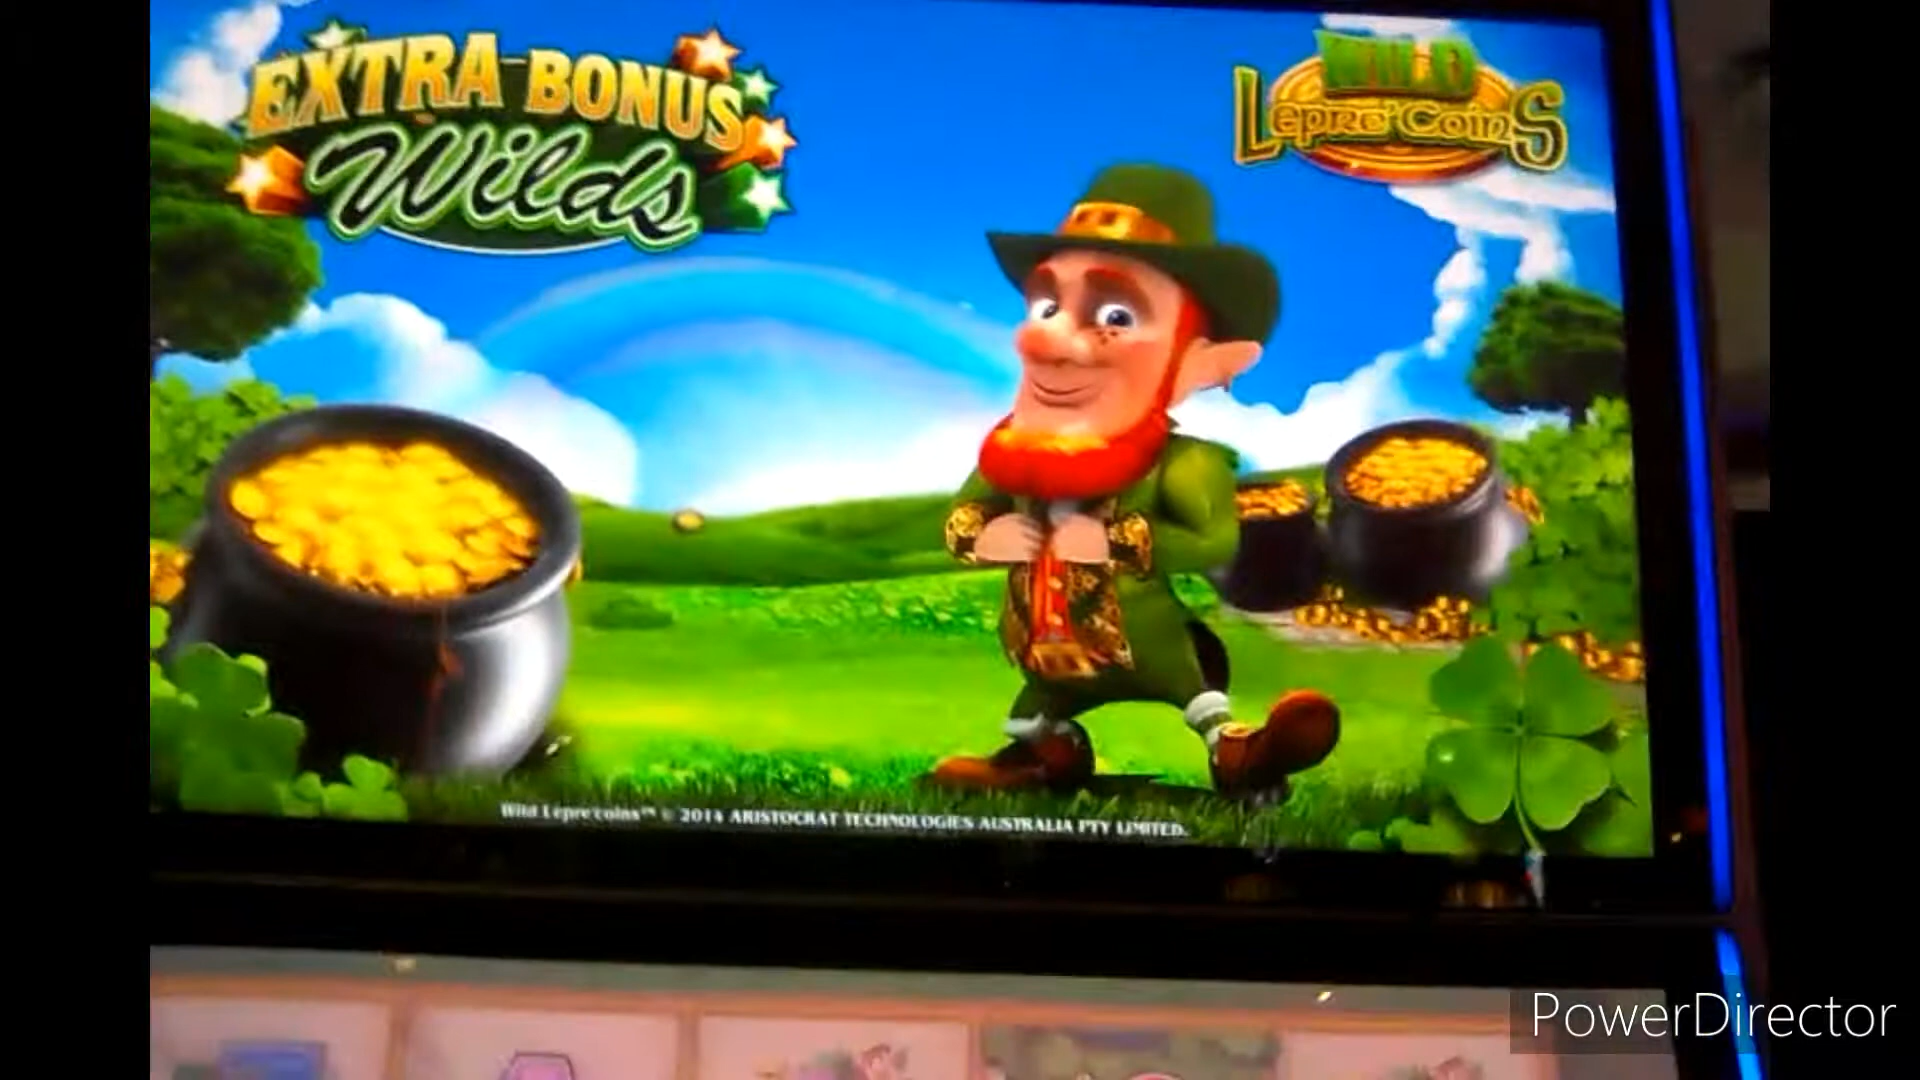 EXTRA BONUS
Wilds
WILD
Lepre'Coins
Wild Lepre'coins™ © 2014 ARISTOCRAT TECHNOLOGIES AUSTRALIA PTY LIMITED.
PowerDirector